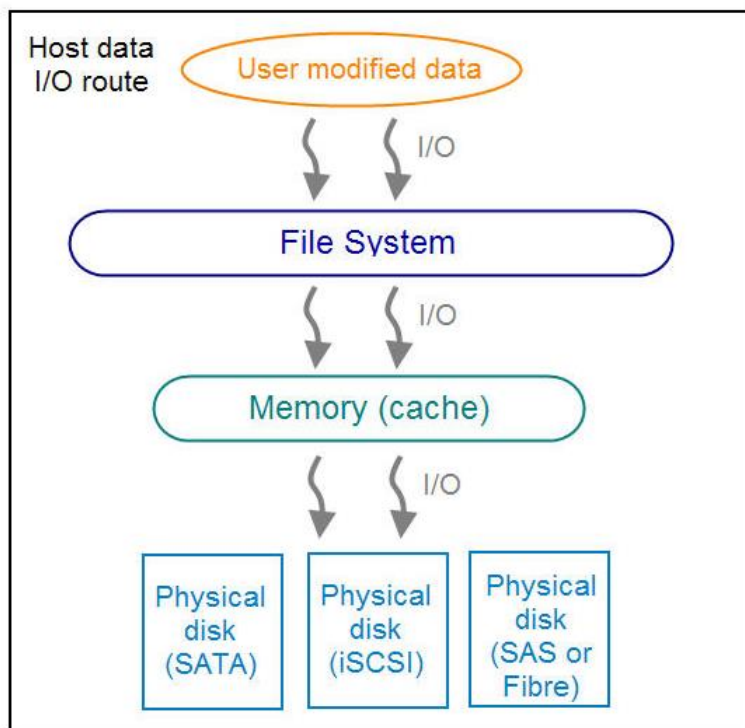 Host data
I/O route
User modified data
I/O
File System
I/O
Memory (cache)
I/O
Physical
disk
(SATA)
Physical
disk
(iSCSI)
Physical
disk
(SAS or
Fibre)